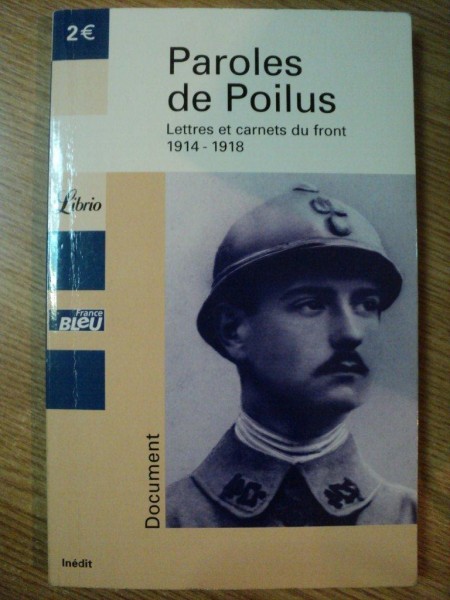 2€
Paroles
de Poilus
Lettres et carnets du front
1914 - 1918
Librio
France
BLeU
Document
Inédit